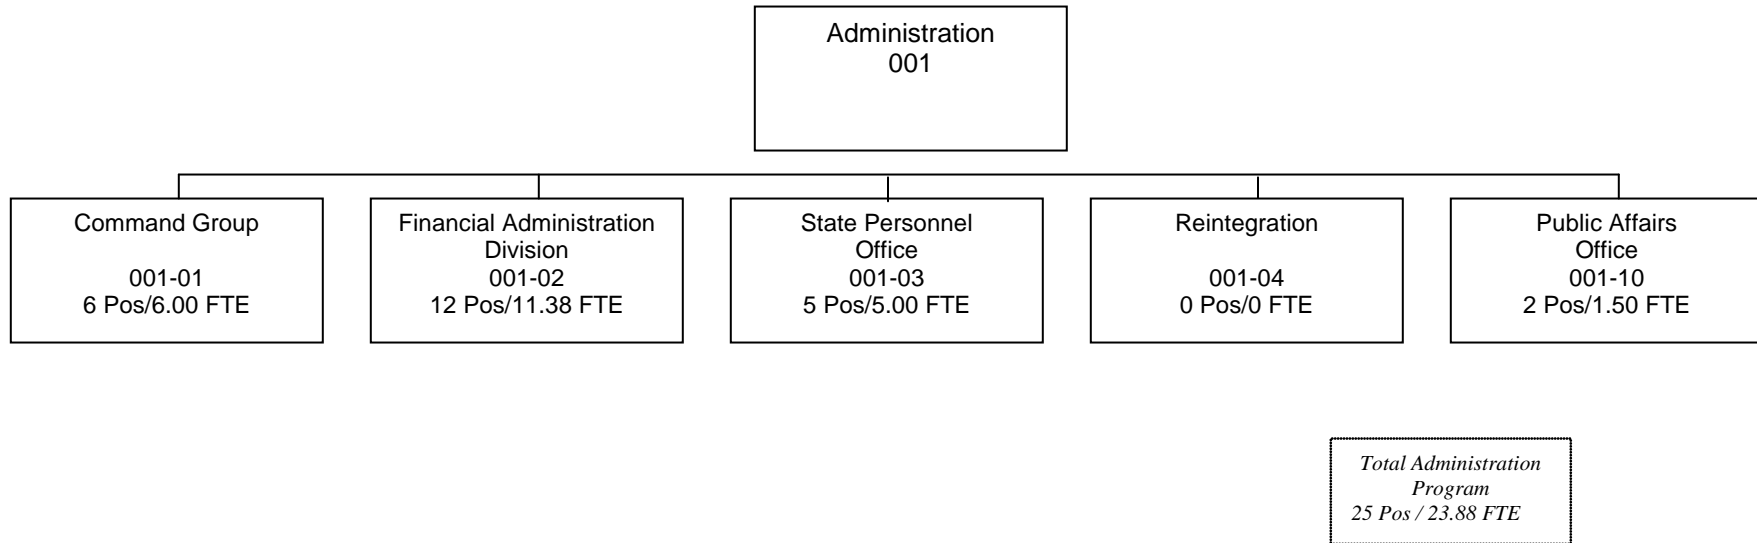 Administration
001
Command Group
001-01
6 Pos/6.00 FTE
Financial Administration
Division
001-02
12 Pos/11.38 FTE
State Personnel
Office
001-03
5 Pos/5.00 FTE
Reintegration
001-04
0 Pos/0 FTE
Public Affairs
Office
001-10
2 Pos/1.50 FTE
Total Administration
Program
25 Pos / 23.88 FTE